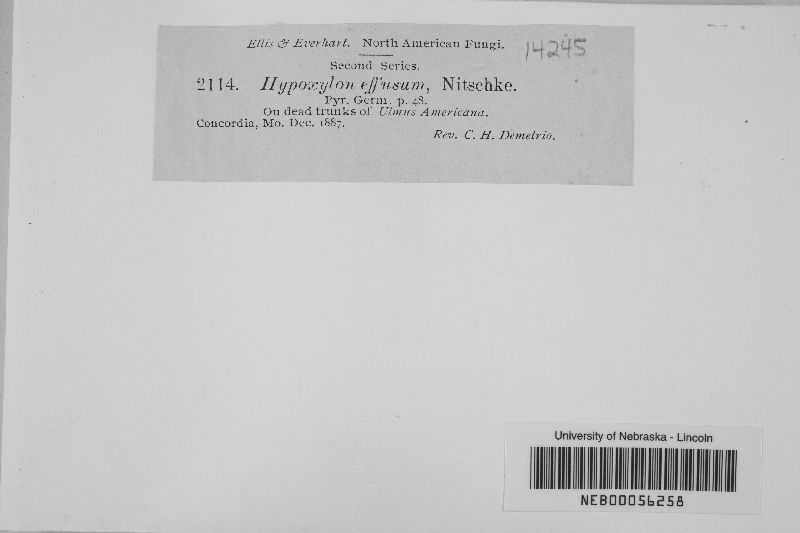 Ellis & Everhart. North American Fungi. 14245
Second Series.
2114. Hypoxylon effusum, Nitschke.
Pyr. Germ. p. 48.
On dead trunks of Ulmus Americana.
Concordia, Mo. Dec. 1887.
Rev. C. H. Demetrio.
University of Nebraska - Lincoln
NEB00056258